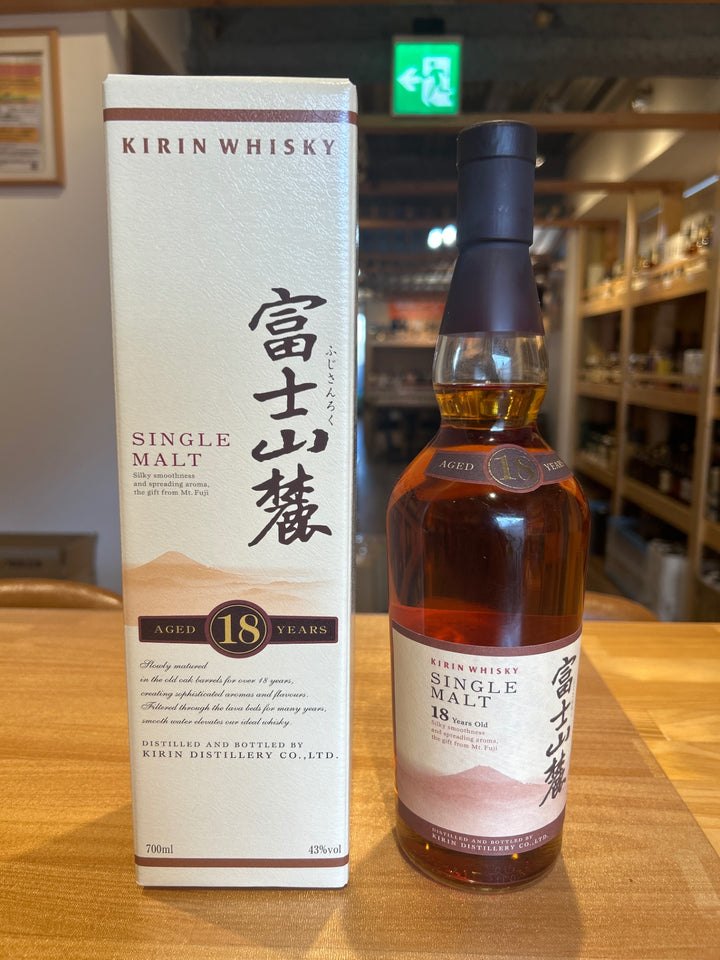 KIRIN WHISKY
富士山麓
ふじさんろく
SINGLE
MALT
Silky smoothness
and spreading aroma,
the gift from Mt. Fuji
AGED 18 YEARS
Slowly matured
in the old oak barrels for over 18 years,
creating sophisticated aromas and flavours.
Filtered through the lava beds for many years,
smooth water elevates our ideal whisky.
DISTILLED AND BOTTLED BY
KIRIN DISTILLERY CO.,LTD.
700ml
43%vol
AGED 18 YEARS
KIRIN WHISKY
SINGLE
MALT
18 Years Old
Silky smoothness
and spreading aroma,
the gift from Mt. Fuji
富士山麓
DISTILLED AND BOTTLED BY
KIRIN DISTILLERY CO.,LTD.